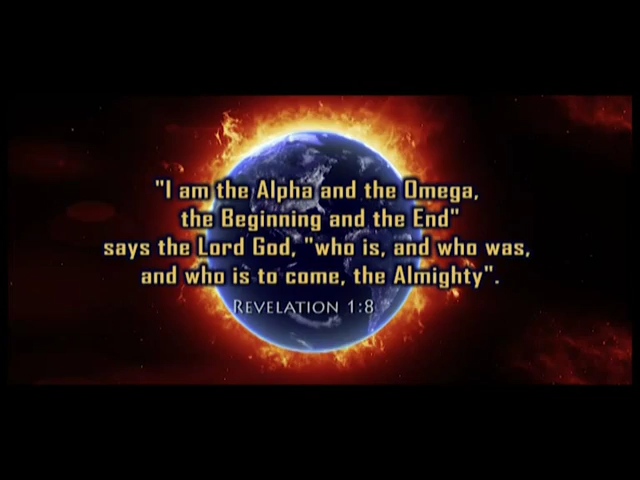 "I am the Alpha and the Omega,
the Beginning and the End"
says the Lord God, "who is, and who was,
and who is to come, the Almighty".
REVELATION 1:8